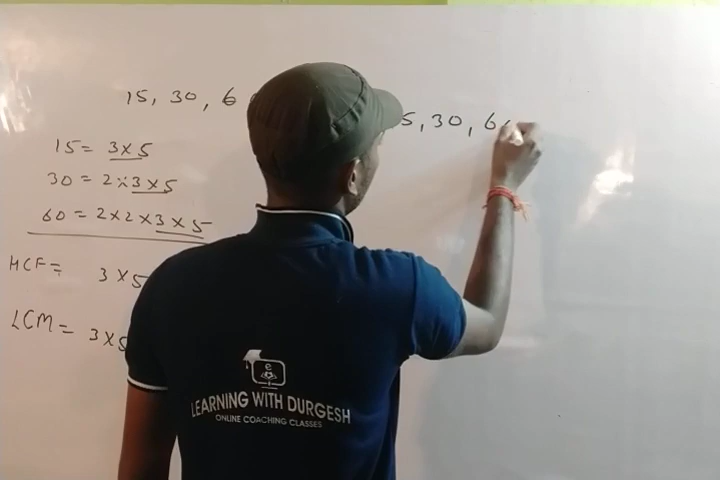 15, 30, 6
15 = 3×5
30 = 2×3×5
60 = 2×2×3×5
HCF = 3×5
LCM = 3×5
5, 30, 60
e
LEARNING WITH DURGESH
ONLINE COACHING CLASSES